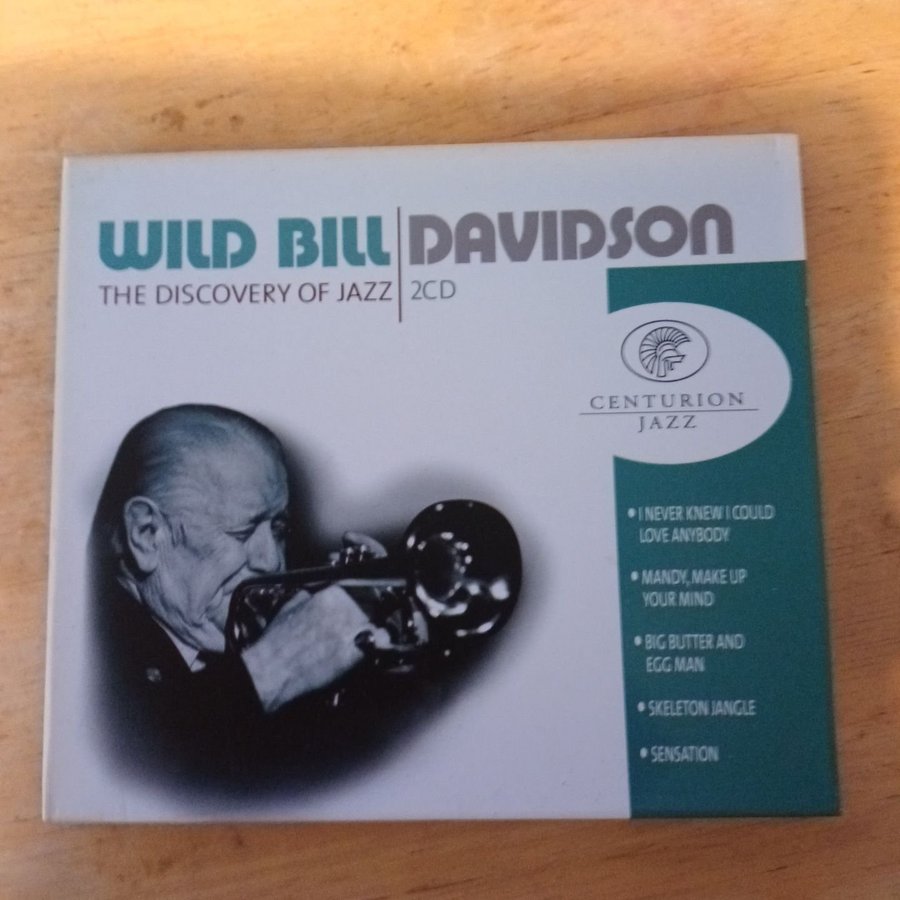 WILD BILL DAVIDSON
THE DISCOVERY OF JAZZ 2CD
CENTURION
JAZZ
• I NEVER KNEW I COULD
LOVE ANYBODY
• MANDY, MAKE UP
YOUR MIND
• BIG BUTTER AND
EGG MAN
• SKELETON JANGLE
• SENSATION